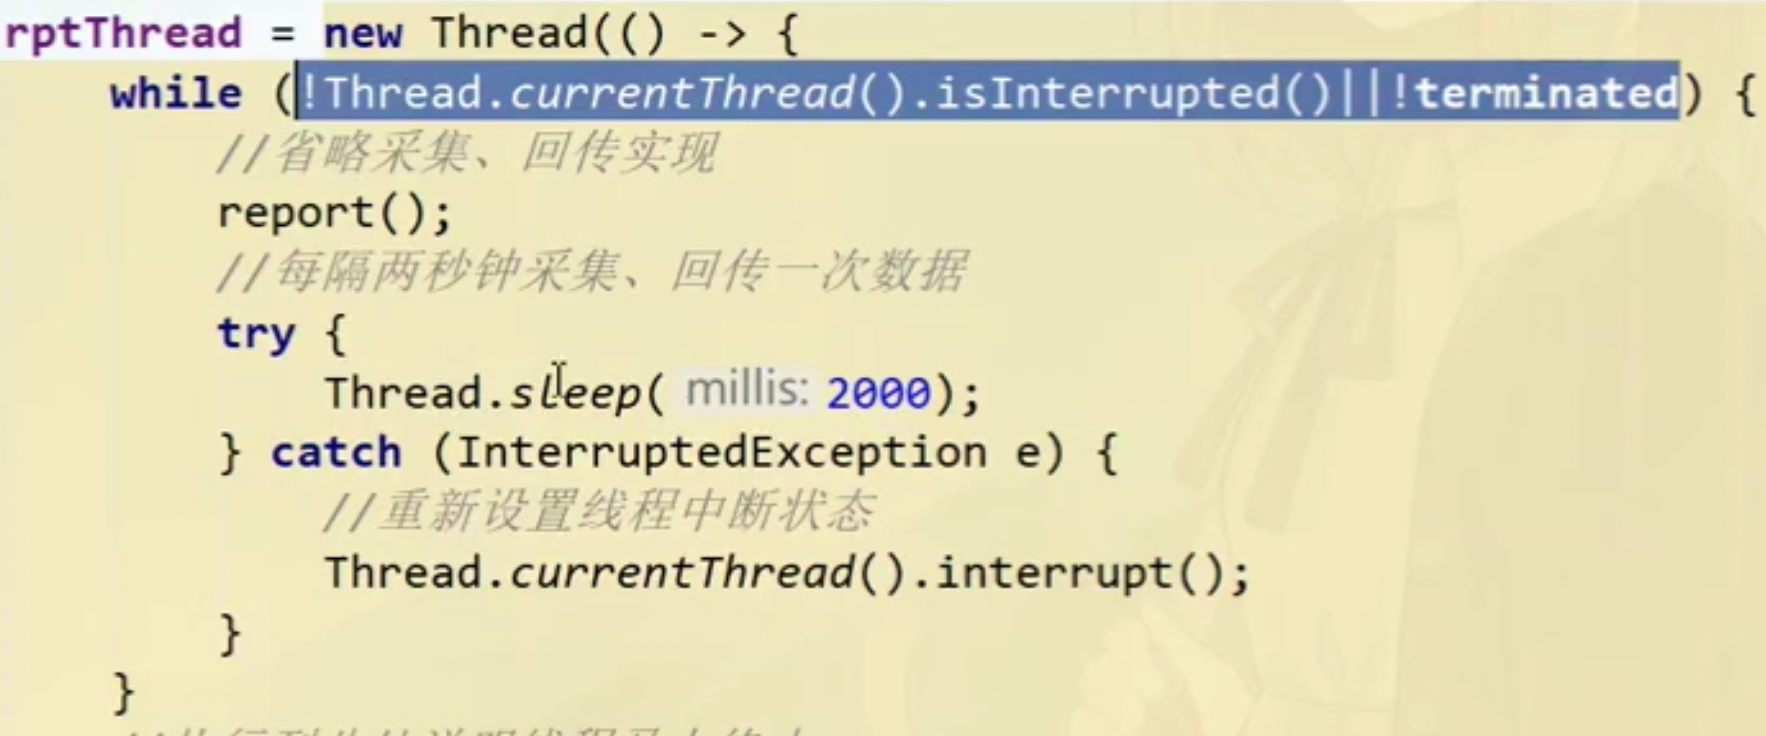 rptThread = new Thread(() -> {
while (!Thread.currentThread().isInterrupted()||!terminated) {
//省略采集、回传实现
report();
//每隔两秒钟采集、回传一次数据
try {
Thread.sleep( millis: 2000);
} catch (InterruptedException e) {
//重新设置线程中断状态
Thread.currentThread().interrupt();
}
}